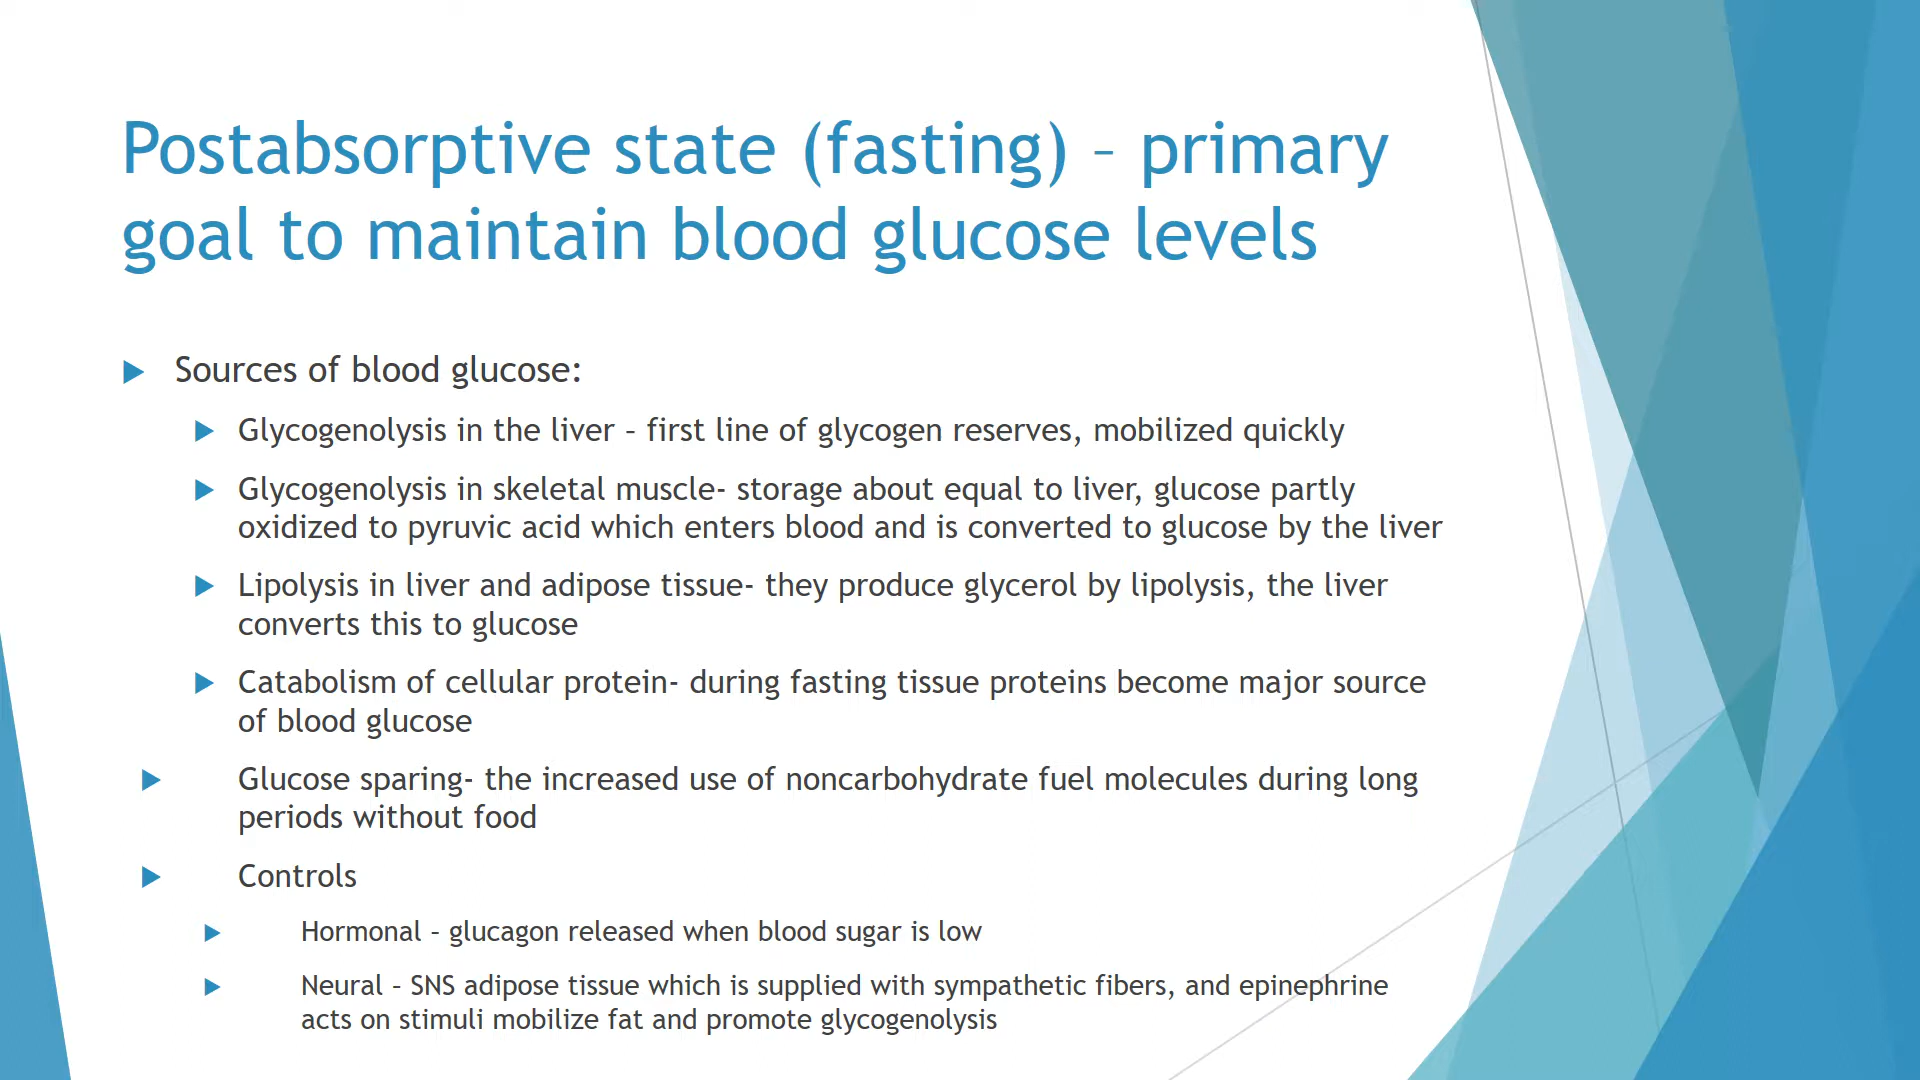 Postabsorptive state (fasting) – primary
goal to maintain blood glucose levels
Sources of blood glucose:
Glycogenolysis in the liver – first line of glycogen reserves, mobilized quickly
Glycogenolysis in skeletal muscle- storage about equal to liver, glucose partly
oxidized to pyruvic acid which enters blood and is converted to glucose by the liver
Lipolysis in liver and adipose tissue- they produce glycerol by lipolysis, the liver
converts this to glucose
Catabolism of cellular protein- during fasting tissue proteins become major source
of blood glucose
Glucose sparing- the increased use of noncarbohydrate fuel molecules during long
periods without food
Controls
Hormonal – glucagon released when blood sugar is low
Neural – SNS adipose tissue which is supplied with sympathetic fibers, and epinephrine
acts on stimuli mobilize fat and promote glycogenolysis